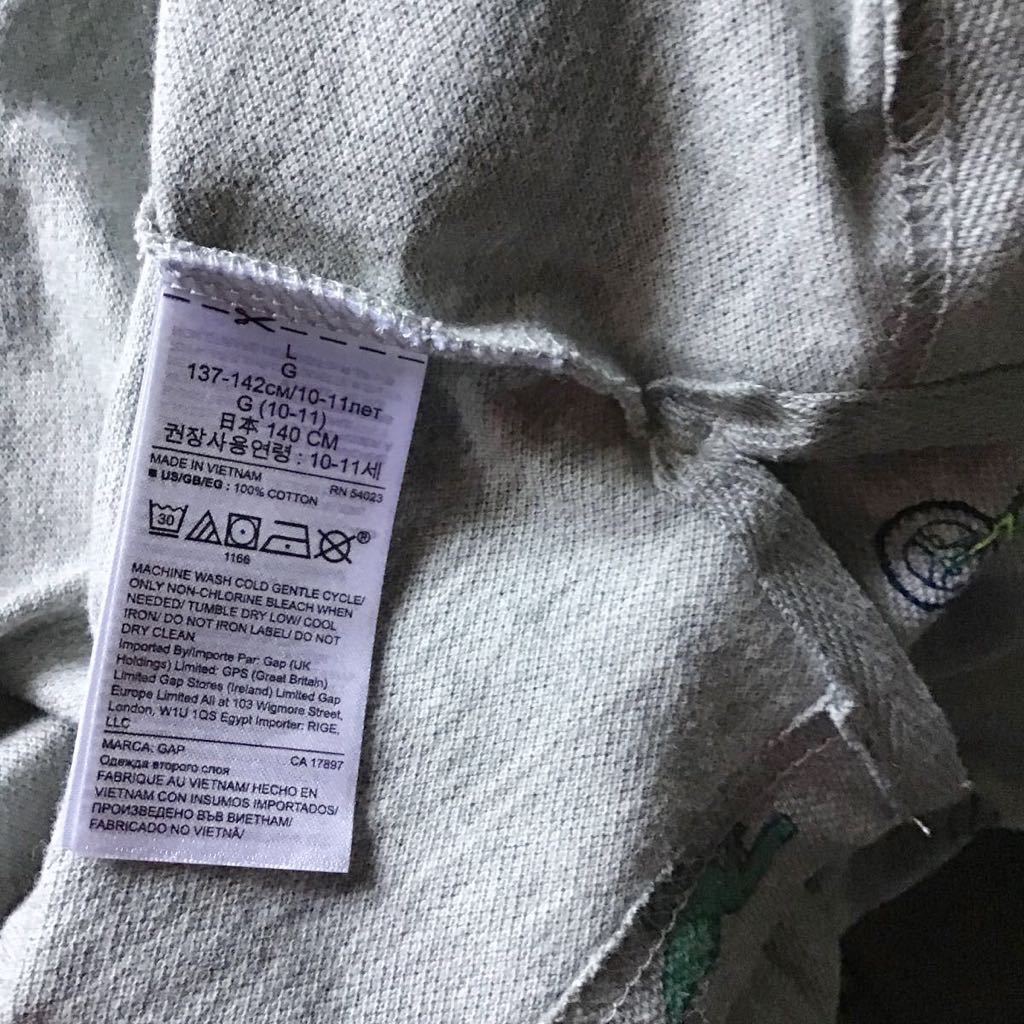 L
G
137-142см/10-11лет
G (10-11)
日本 140 CM
권장사용연령 : 10-11세
MADE IN VIETNAM RN 54023
■ US/GB/EG : 100% COTTON
30 ®
1166
MACHINE WASH COLD GENTLE CYCLE/
ONLY NON-CHLORINE BLEACH WHEN
NEEDED/ TUMBLE DRY LOW/ COOL
IRON/ DO NOT IRON LABEL/ DO NOT
DRY CLEAN
Imported By/Importe Par: Gap (UK
Holdings) Limited: GPS (Great Britain)
Limited Gap Stores (Ireland) Limited Gap
Europe Limited All at 103 Wigmore Street,
London, W1U 1QS Egypt Importer: RIGE,
LLC
MARCA: GAP CA 17897
Одежда второго слоя
FABRIQUE AU VIETNAM/ HECHO EN
VIETNAM CON INSUMOS IMPORTADOS/
ПРОИЗВЕДЕНО ВЪВ ВИЕТНАМ/
FABRICADO NO VIETNÃ/